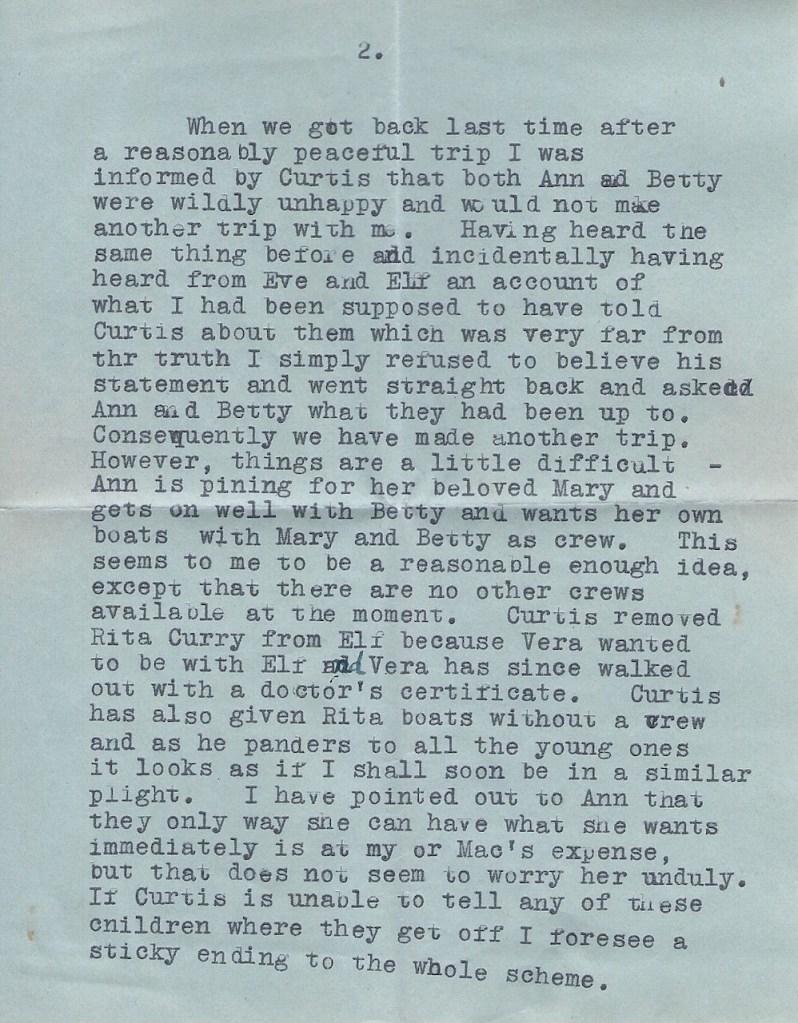 2.
When we got back last time after
a reasonably peaceful trip I was
informed by Curtis that both Ann ad Betty
were wildly unhappy and would not make
another trip with me.  Having heard the
same thing before and incidentally having
heard from Eve and Elf an account of
what I had been supposed to have told
Curtis about them which was very far from
thr truth I simply refused to believe his
statement and went straight back and asked
Ann and Betty what they had been up to.
Consequently we have made another trip.
However, things are a little difficult -
Ann is pining for her beloved Mary and
gets on well with Betty and wants her own
boats with Mary and Betty as crew.  This
seems to me to be a reasonable enough idea,
except that there are no other crews
available at the moment.  Curtis removed
Rita Curry from Elf because Vera wanted
to be with Elf and Vera has since walked
out with a doctor's certificate.  Curtis
has also given Rita boats without a crew
and as he panders to all the young ones
it looks as if I shall soon be in a similar
plight.  I have pointed out to Ann that
they only way she can have what she wants
immediately is at my or Mac's expense,
but that does not seem to worry her unduly.
If Curtis is unable to tell any of these
children where they get off I foresee a
sticky ending to the whole scheme.